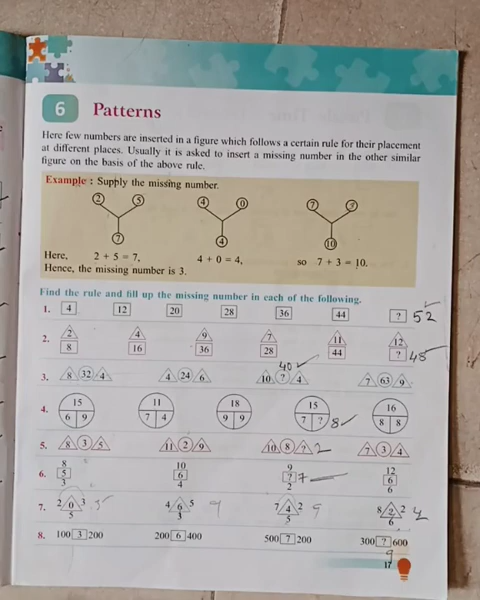 6 Patterns
Here few numbers are inserted in a figure which follows a certain rule for their placement
at different places. Usually it is asked to insert a missing number in the other similar
figure on the basis of the above rule.
Example : Supply the missing number.
2 5 4 0 7
7 4 10
Here, 2 + 5 = 7, 4 + 0 = 4, so 7 + 3 = 10.
Hence, the missing number is 3.
Find the rule and fill up the missing number in each of the following.
1. 4 12 20 28 36 44 ? 52
2. 2 4 9 7 11 12
8 16 36 28 44 ? 48
40
3. 8 32 4 4 24 6 10 ? 4 7 63 9
4. 15 11 18 15 16
6 9 7 4 9 9 7 ? 8 8 8
5. 8 3 5 11 2 9 10 8 ? 2 7 3 4
6. 8 10 9 12
5 6 ? 7 6
3 4 2 6
7. 2 0 3 4 6 5 9 7 4 2 9 8 2
5 3 5 6
8. 100 3 200 200 6 400 500 7 200 300 ? 600
9
17